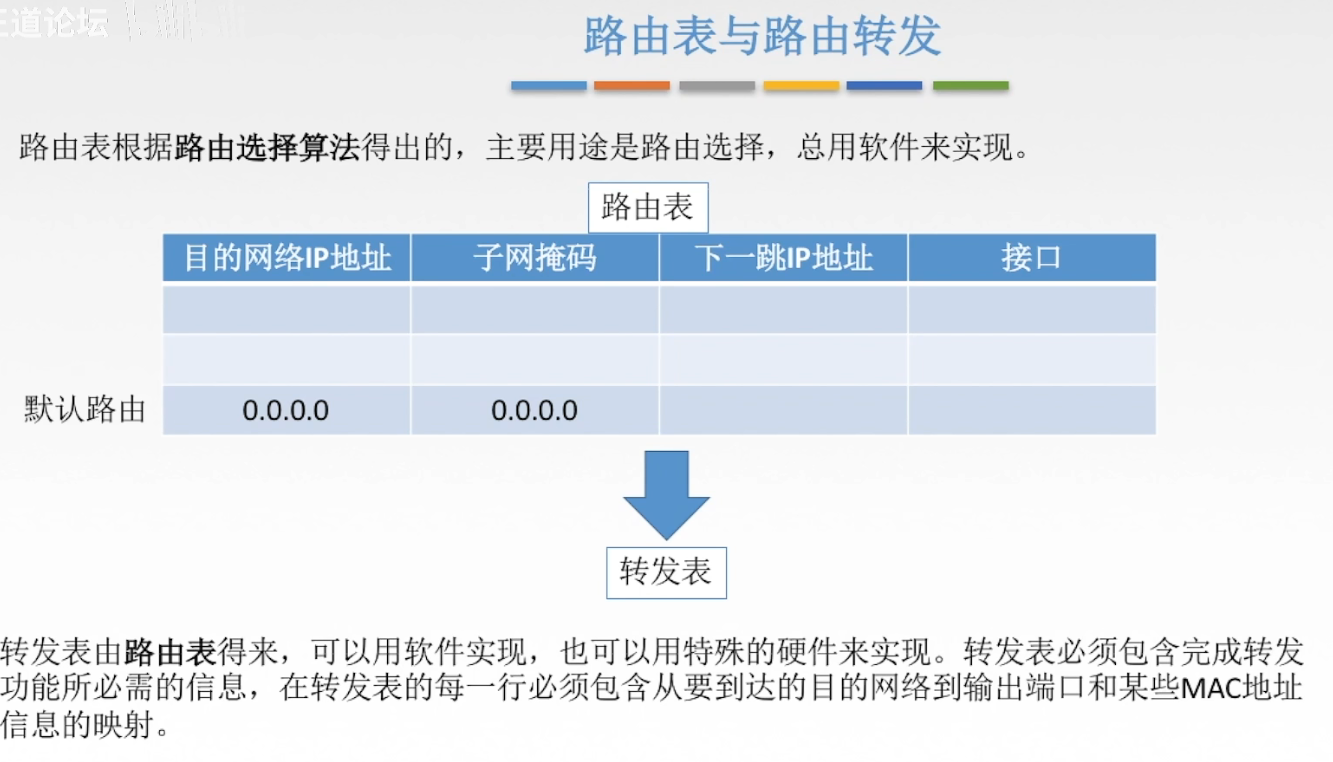 王道论坛
路由表与路由转发
路由表根据路由选择算法得出的，主要用途是路由选择，总用软件来实现。
路由表
目的网络IP地址 子网掩码 下一跳IP地址 接口
默认路由 0.0.0.0 0.0.0.0
转发表
转发表由路由表得来，可以用软件实现，也可以用特殊的硬件来实现。转发表必须包含完成转发
功能所必需的信息，在转发表的每一行必须包含从要到达的目的网络到输出端口和某些MAC地址
信息的映射。